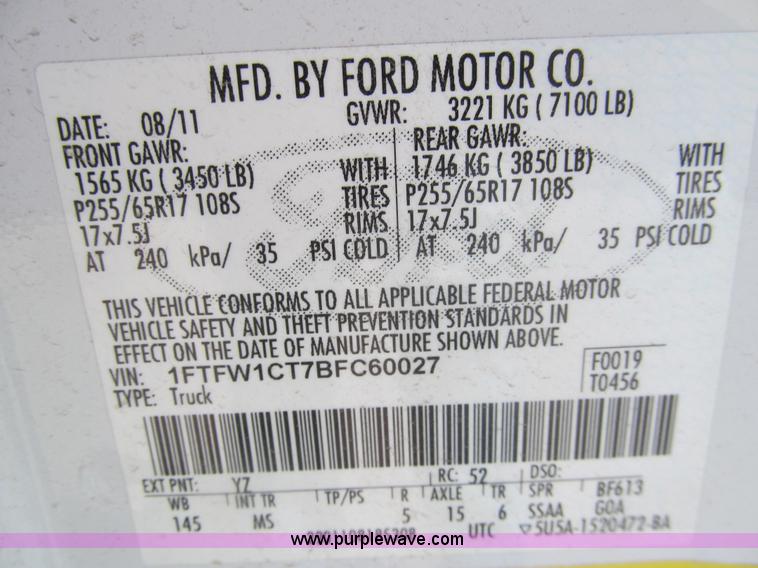 MFD. BY FORD MOTOR CO.
DATE: 08/11 GVWR: 3221 KG ( 7100 LB)
FRONT GAWR: REAR GAWR:
1565 KG ( 3450 LB) WITH 1746 KG ( 3850 LB) WITH
P255/65R17 108S TIRES P255/65R17 108S TIRES
17x7.5J RIMS 17x7.5J RIMS
AT 240 kPa/ 35 PSI COLD AT 240 kPa/ 35 PSI COLD
Ford
THIS VEHICLE CONFORMS TO ALL APPLICABLE FEDERAL MOTOR
VEHICLE SAFETY AND THEFT PREVENTION STANDARDS IN
EFFECT ON THE DATE OF MANUFACTURE SHOWN ABOVE.
VIN: 1FTFW1CT7BFC60027 F0019
TYPE: Truck T0456
EXT PNT: YZ RC: 52 DSO:
WB INT TR TP/PS R AXLE TR SPR BF613
145 MS 5 15 6 SSAA GOA
UTC 5U5A-1520472-BA
www.purplewave.com